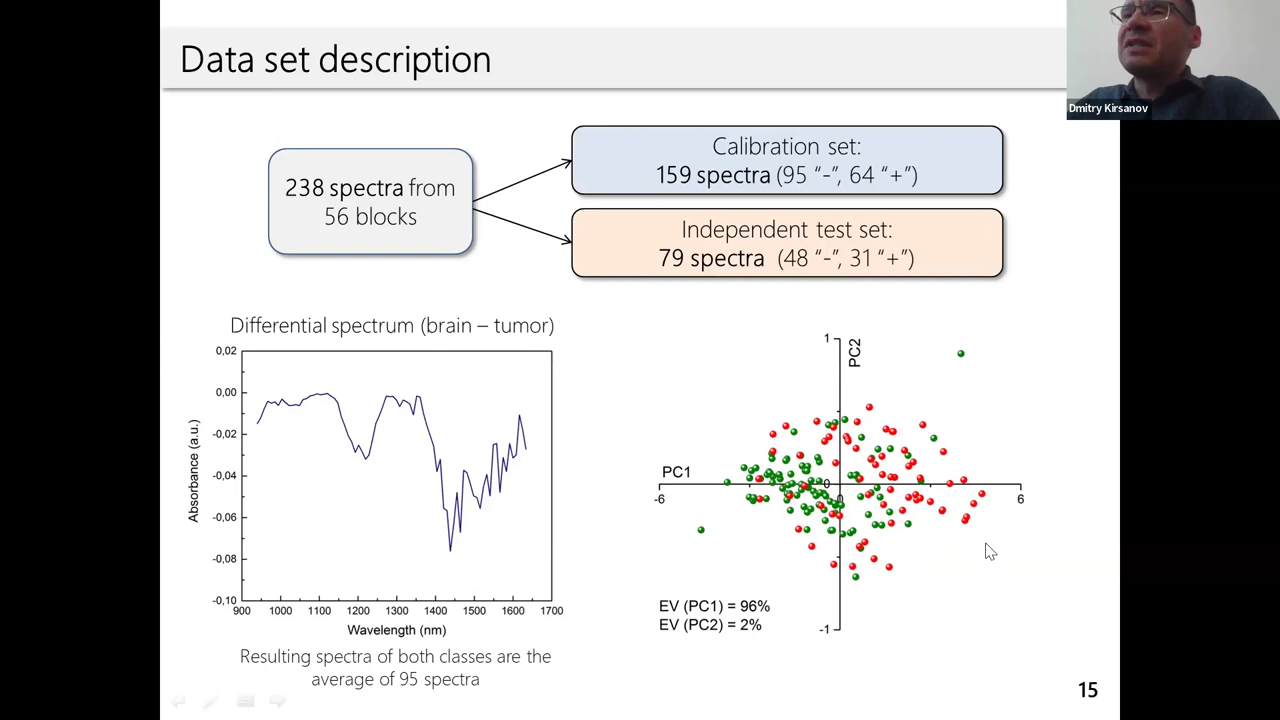 Data set description
Dmitry Kirsanov
238 spectra from
56 blocks
Calibration set:
159 spectra (95 “-”, 64 “+”)
Independent test set:
79 spectra (48 “-”, 31 “+”)
Differential spectrum (brain – tumor)
0,02
0,00
-0,02
-0,04
-0,06
-0,08
-0,10
Absorbance (a.u.)
900 1000 1100 1200 1300 1400 1500 1600 1700
Wavelength (nm)
Resulting spectra of both classes are the
average of 95 spectra
1
PC2
PC1
-6 0 6
-1
EV (PC1) = 96%
EV (PC2) = 2%
15